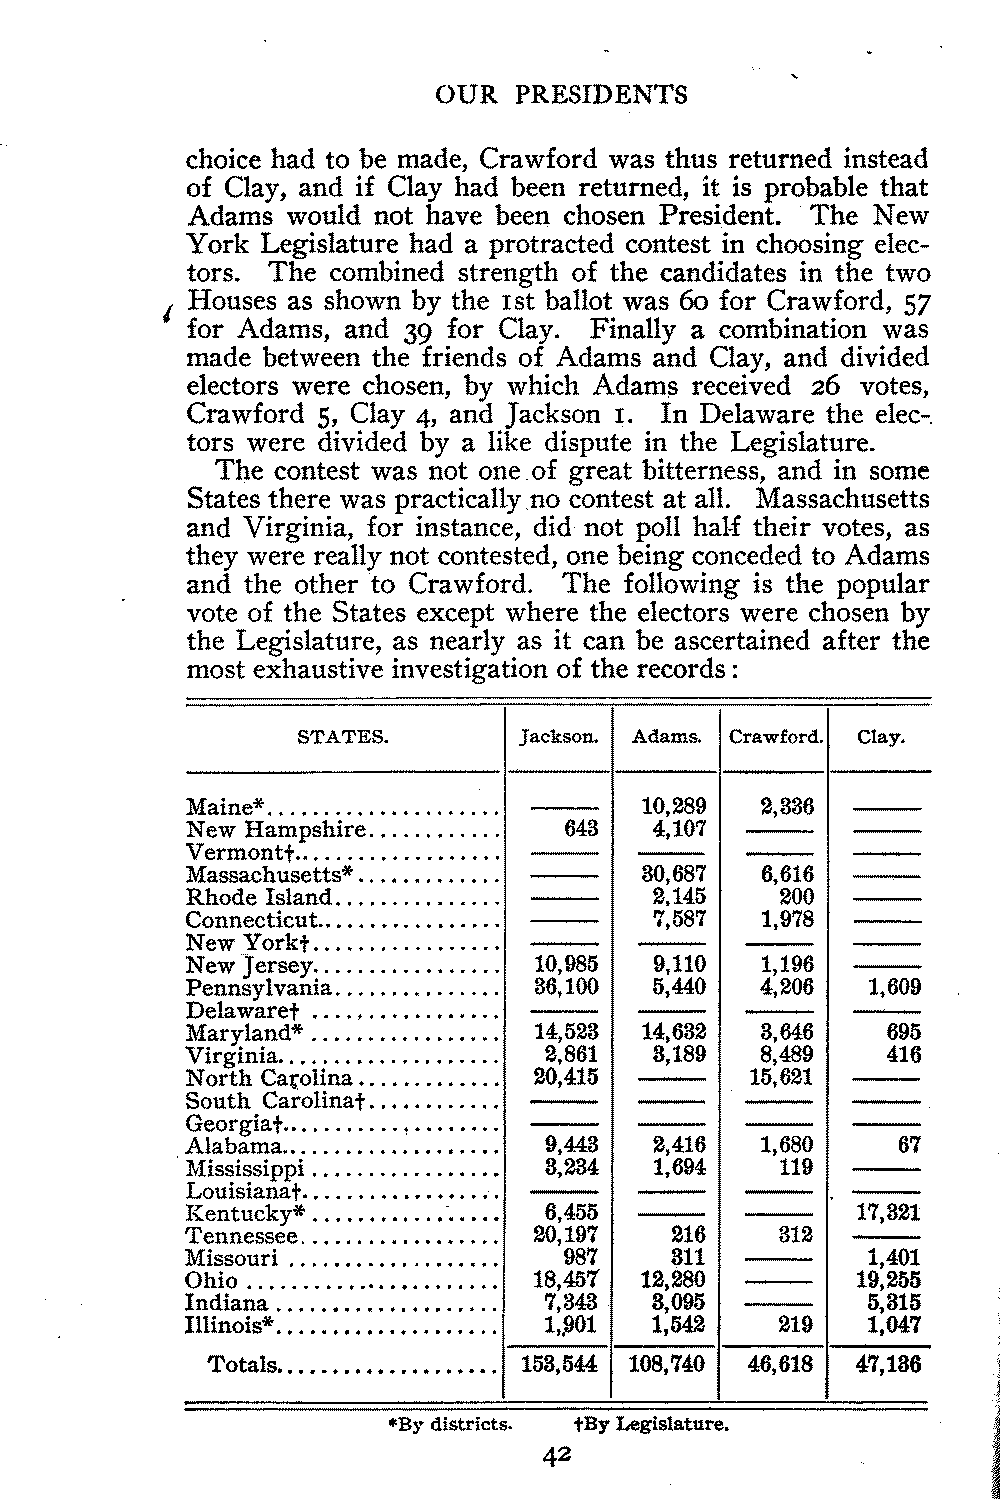 OUR PRESIDENTS
choice had to be made, Crawford was thus returned instead
of Clay, and if Clay had been returned, it is probable that
Adams would not have been chosen President. The New
York Legislature had a protracted contest in choosing elec-
tors. The combined strength of the candidates in the two
Houses as shown by the 1st ballot was 60 for Crawford, 57
for Adams, and 39 for Clay. Finally a combination was
made between the friends of Adams and Clay, and divided
electors were chosen, by which Adams received 26 votes,
Crawford 5, Clay 4, and Jackson 1. In Delaware the elec-
tors were divided by a like dispute in the Legislature.
The contest was not one of great bitterness, and in some
States there was practically no contest at all. Massachusetts
and Virginia, for instance, did not poll half their votes, as
they were really not contested, one being conceded to Adams
and the other to Crawford. The following is the popular
vote of the States except where the electors were chosen by
the Legislature, as nearly as it can be ascertained after the
most exhaustive investigation of the records:
STATES. Jackson. Adams. Crawford. Clay.
Maine*..................... —— 10,289 2,336 ——
New Hampshire............ 643 4,107 —— ——
Vermont†................... —— —— —— ——
Massachusetts*............. —— 30,687 6,616 ——
Rhode Island............... —— 2,145 200 ——
Connecticut................. —— 7,587 1,978 ——
New York†................. —— —— —— ——
New Jersey................. 10,985 9,110 1,196 ——
Pennsylvania............... 36,100 5,440 4,206 1,609
Delaware† ................. —— —— —— ——
Maryland* ................. 14,523 14,632 3,646 695
Virginia.................... 2,861 3,189 8,489 416
North Carolina............. 20,415 —— 15,621 ——
South Carolina†............ —— —— —— ——
Georgia†.................... —— —— —— ——
Alabama.................... 9,443 2,416 1,680 67
Mississippi ................. 3,234 1,694 119 ——
Louisiana†.................. —— —— —— ——
Kentucky* ................. 6,455 —— —— 17,321
Tennessee.................. 20,197 216 312 ——
Missouri ................... 987 311 —— 1,401
Ohio ....................... 18,457 12,280 —— 19,255
Indiana .................... 7,343 3,095 —— 5,315
Illinois*.................... 1,901 1,542 219 1,047
Totals.................... 153,544 108,740 46,618 47,136
*By districts. †By Legislature.
42